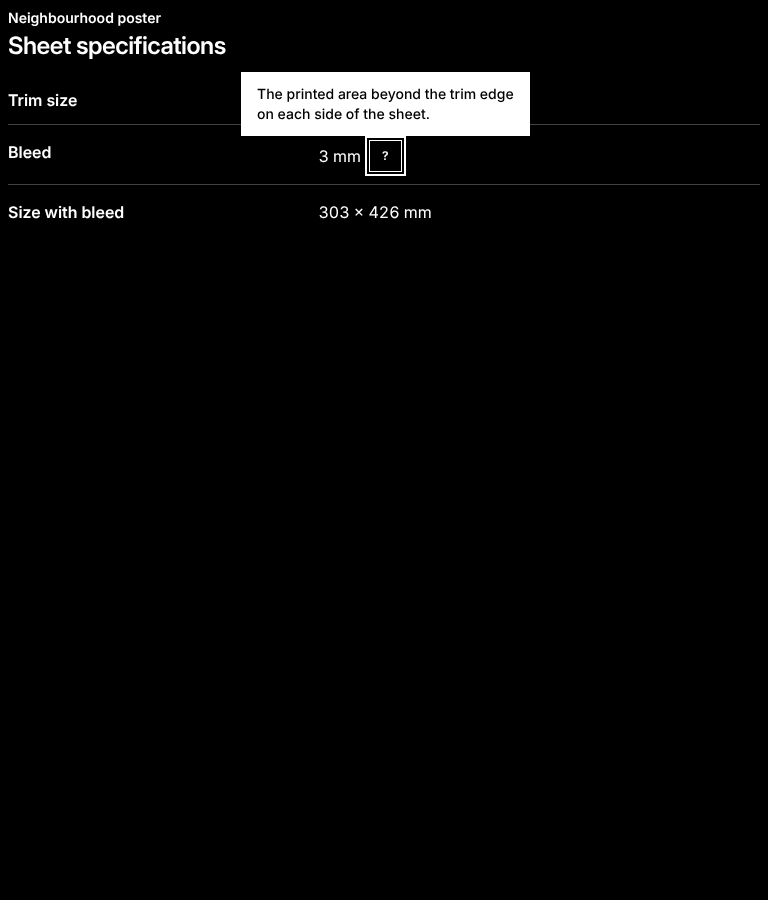 Neighbourhood poster
Sheet specifications
Trim size
The printed area beyond the trim edge
on each side of the sheet.
Bleed
3 mm ?
Size with bleed
303 × 426 mm